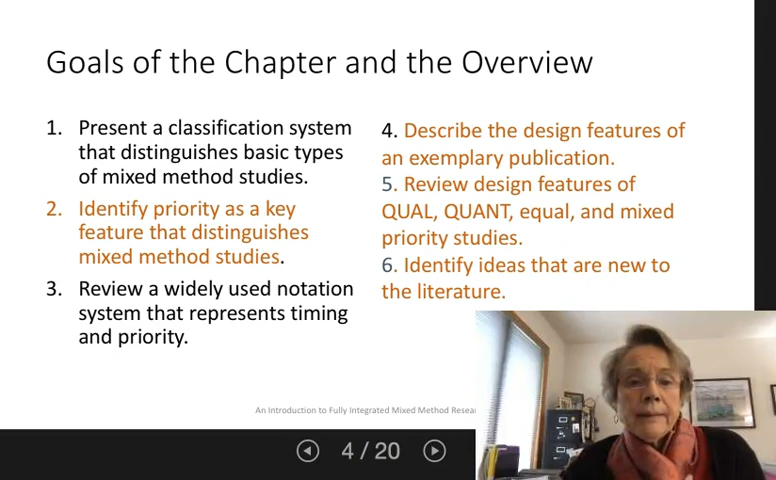 Goals of the Chapter and the Overview
1. Present a classification system
that distinguishes basic types
of mixed method studies.
2. Identify priority as a key
feature that distinguishes
mixed method studies.
3. Review a widely used notation
system that represents timing
and priority.
4. Describe the design features of
an exemplary publication.
5. Review design features of
QUAL, QUANT, equal, and mixed
priority studies.
6. Identify ideas that are new to
the literature.
An Introduction to Fully Integrated Mixed Method Resear
4 / 20